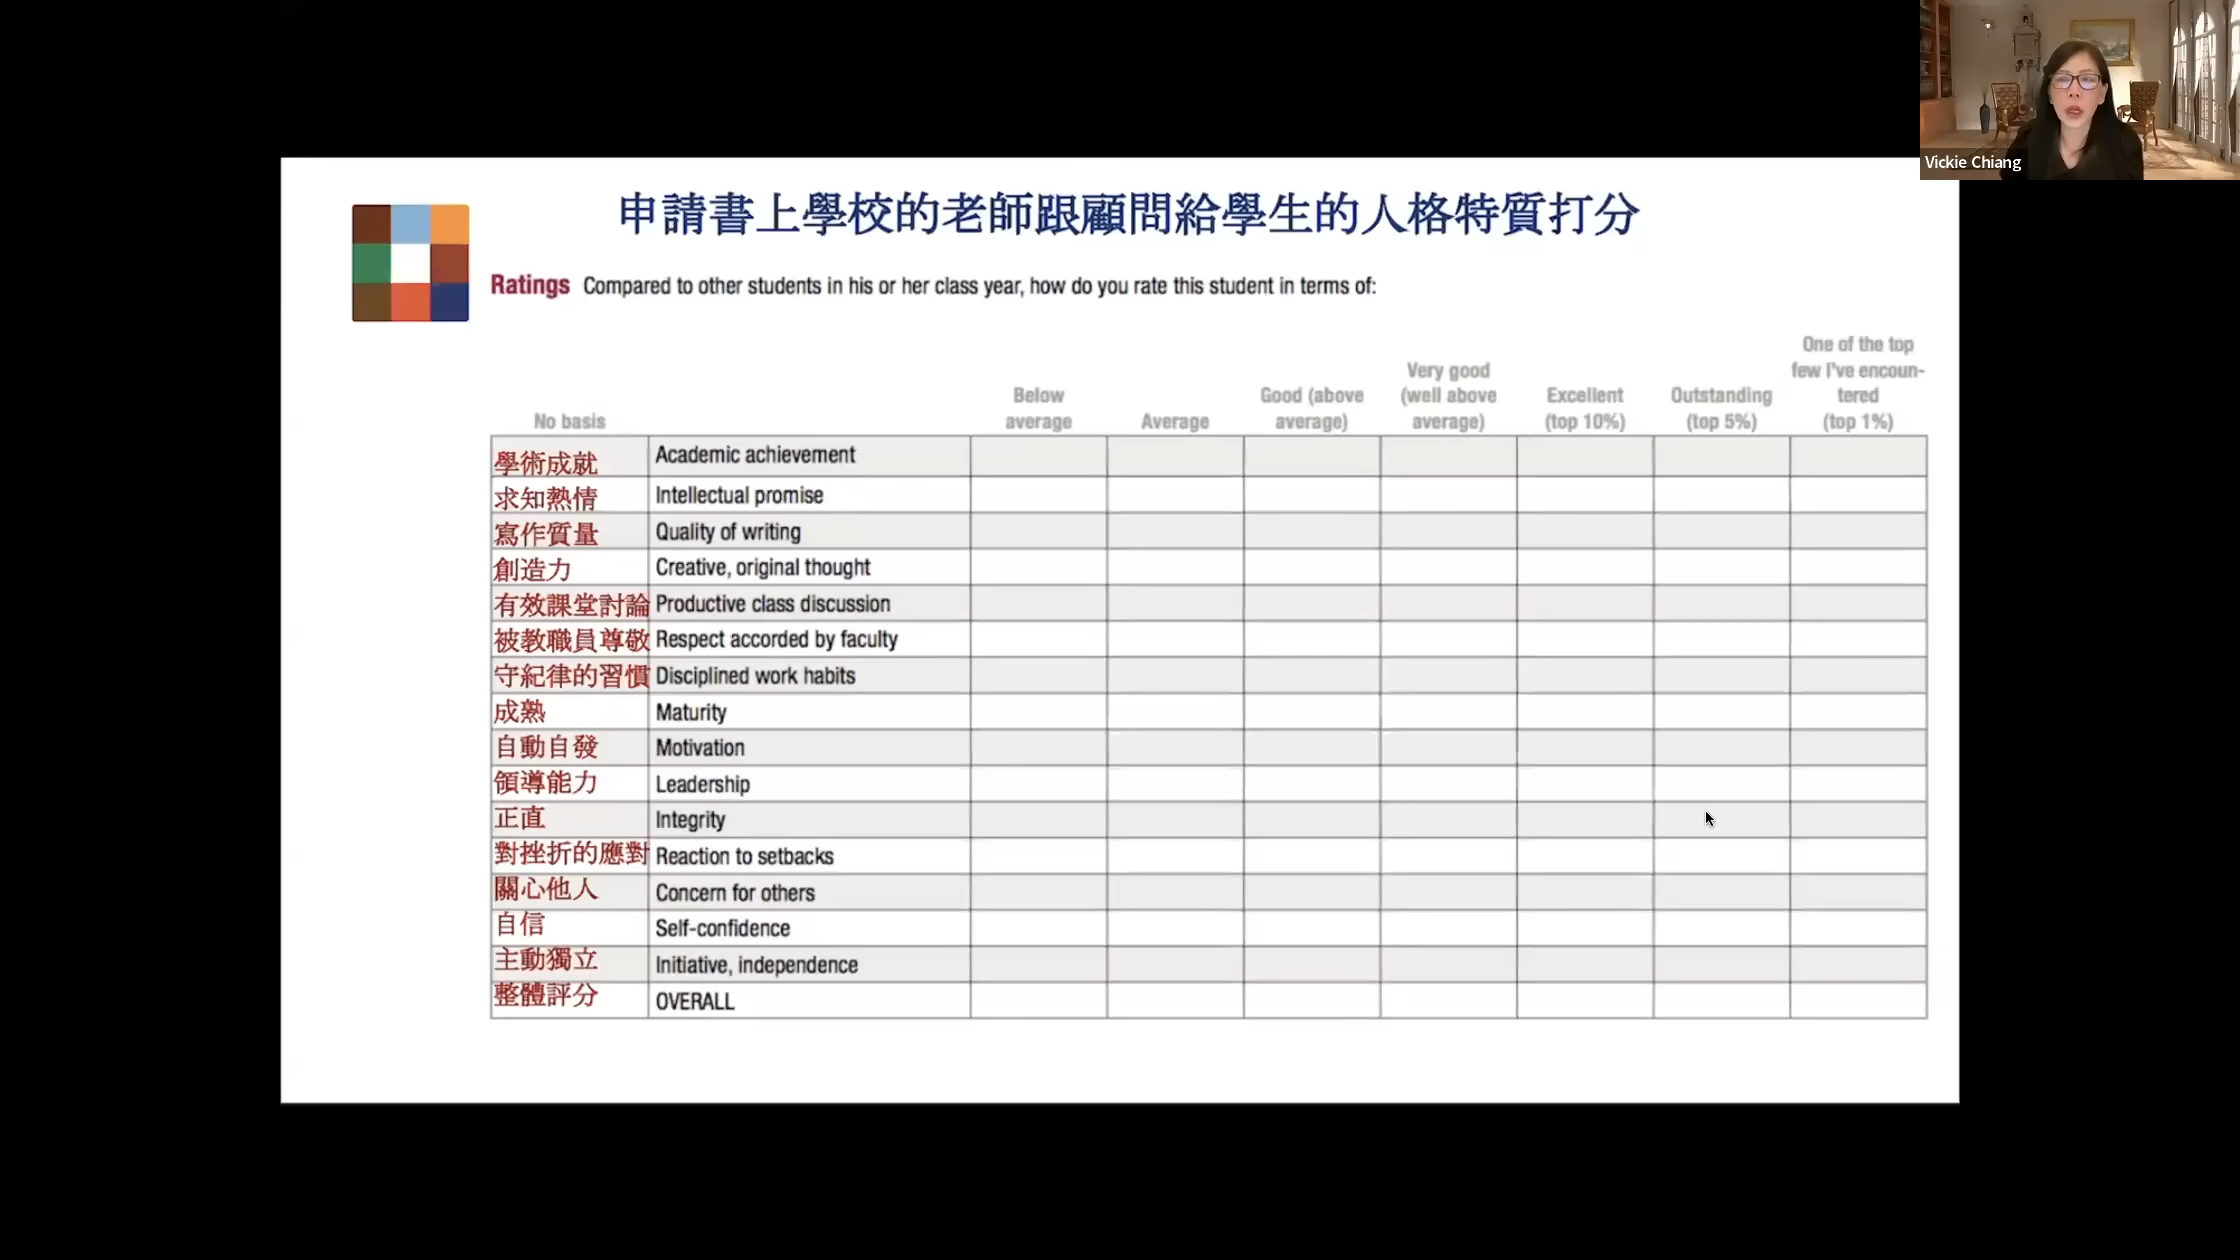 Vickie Chiang
申請書上學校的老師跟顧問給學生的人格特質打分
Ratings Compared to other students in his or her class year, how do you rate this student in terms of:
No basis
Below
average
Average
Good (above
average)
Very good
(well above
average)
Excellent
(top 10%)
Outstanding
(top 5%)
One of the top
few I've encoun-
tered
(top 1%)
學術成就 Academic achievement
求知熱情 Intellectual promise
寫作質量 Quality of writing
創造力 Creative, original thought
有效課堂討論 Productive class discussion
被教職員尊敬 Respect accorded by faculty
守紀律的習慣 Disciplined work habits
成熟 Maturity
自動自發 Motivation
領導能力 Leadership
正直 Integrity
對挫折的應對 Reaction to setbacks
關心他人 Concern for others
自信 Self-confidence
主動獨立 Initiative, independence
整體評分 OVERALL